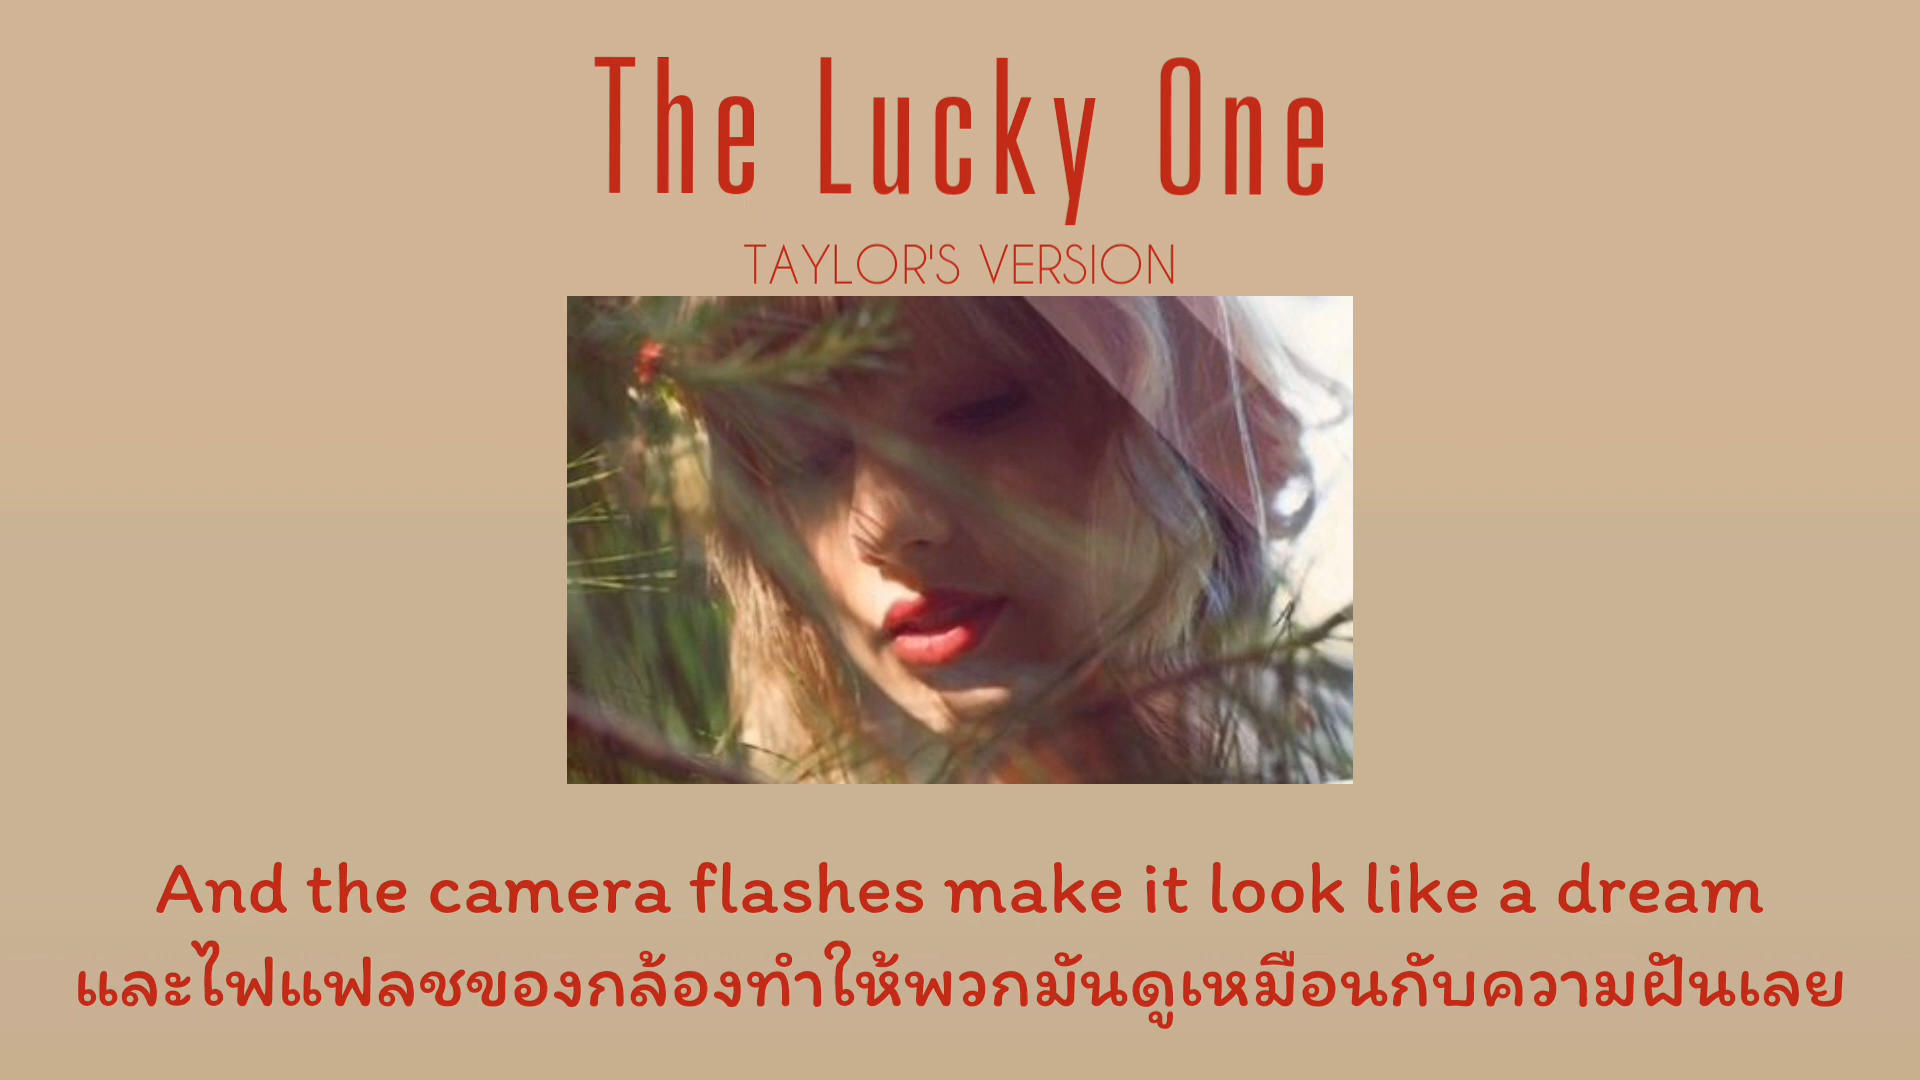 The Lucky One
TAYLOR'S VERSION
And the camera flashes make it look like a dream
และไฟแฟลชของกล้องทำให้พวกมันดูเหมือนกับความฝันเลย